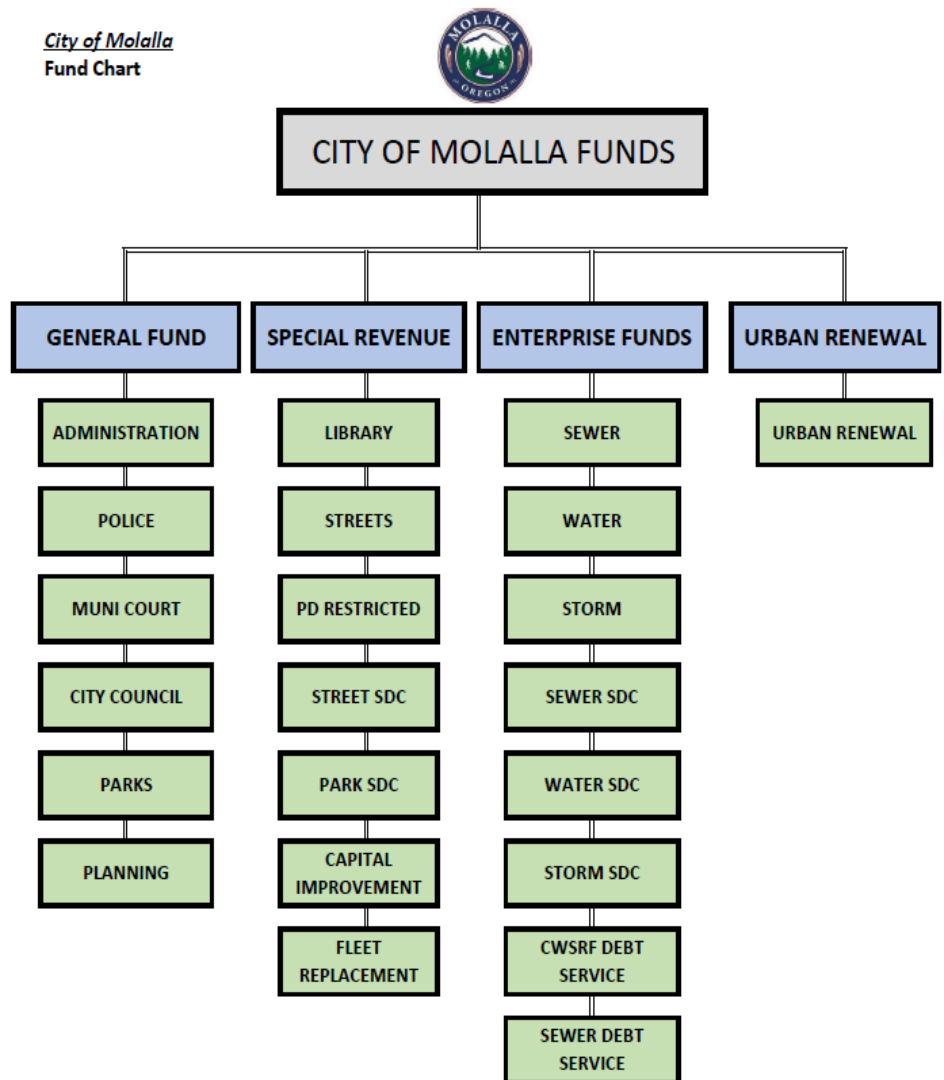 City of Molalla
Fund Chart
MOLALLA
OREGON
CITY OF MOLALLA FUNDS
GENERAL FUND
SPECIAL REVENUE
ENTERPRISE FUNDS
URBAN RENEWAL
ADMINISTRATION
LIBRARY
SEWER
URBAN RENEWAL
POLICE
STREETS
WATER
MUNI COURT
PD RESTRICTED
STORM
CITY COUNCIL
STREET SDC
SEWER SDC
PARKS
PARK SDC
WATER SDC
PLANNING
CAPITAL
IMPROVEMENT
STORM SDC
FLEET
REPLACEMENT
CWSRF DEBT
SERVICE
SEWER DEBT
SERVICE